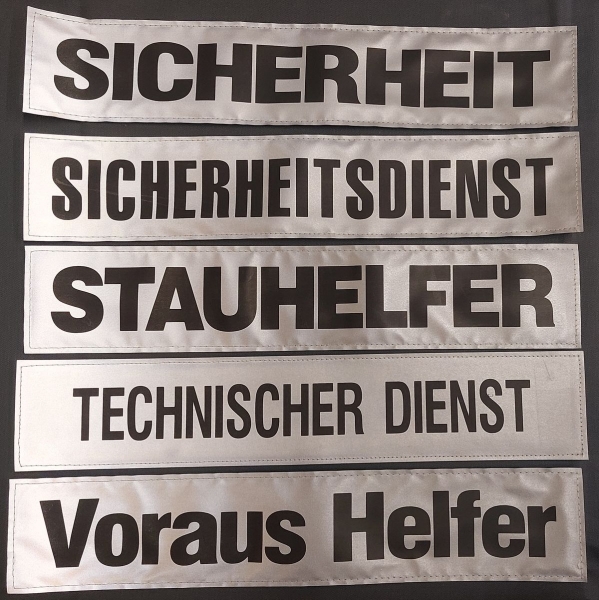 SICHERHEIT
SICHERHEITSDIENST
STAUHELFER
TECHNISCHER DIENST
Voraus Helfer